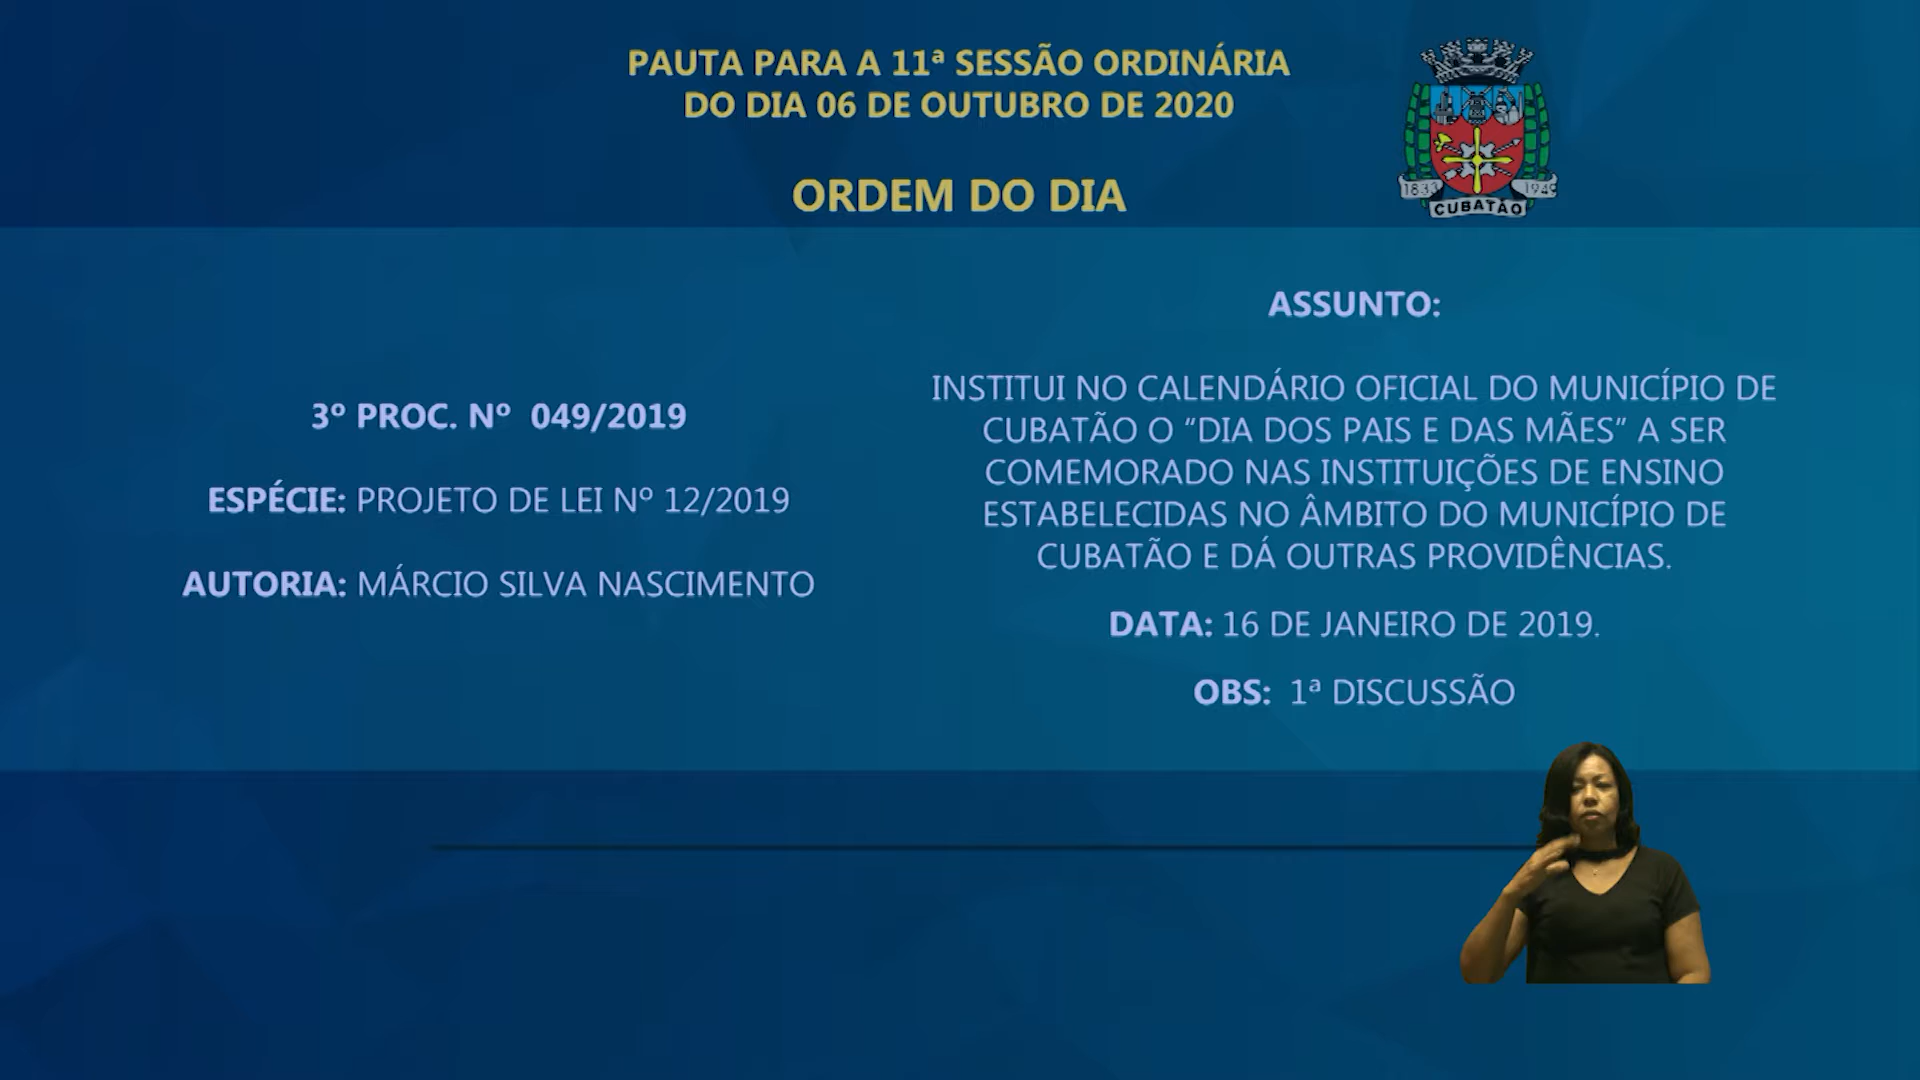 PAUTA PARA A 11ª SESSÃO ORDINÁRIA
DO DIA 06 DE OUTUBRO DE 2020
ORDEM DO DIA
1833
1949
CUBATÃO
3º PROC. Nº 049/2019
ESPÉCIE: PROJETO DE LEI Nº 12/2019
AUTORIA: MÁRCIO SILVA NASCIMENTO
ASSUNTO:
INSTITUI NO CALENDÁRIO OFICIAL DO MUNICÍPIO DE
CUBATÃO O “DIA DOS PAIS E DAS MÃES” A SER
COMEMORADO NAS INSTITUIÇÕES DE ENSINO
ESTABELECIDAS NO ÂMBITO DO MUNICÍPIO DE
CUBATÃO E DÁ OUTRAS PROVIDÊNCIAS.
DATA: 16 DE JANEIRO DE 2019.
OBS: 1ª DISCUSSÃO